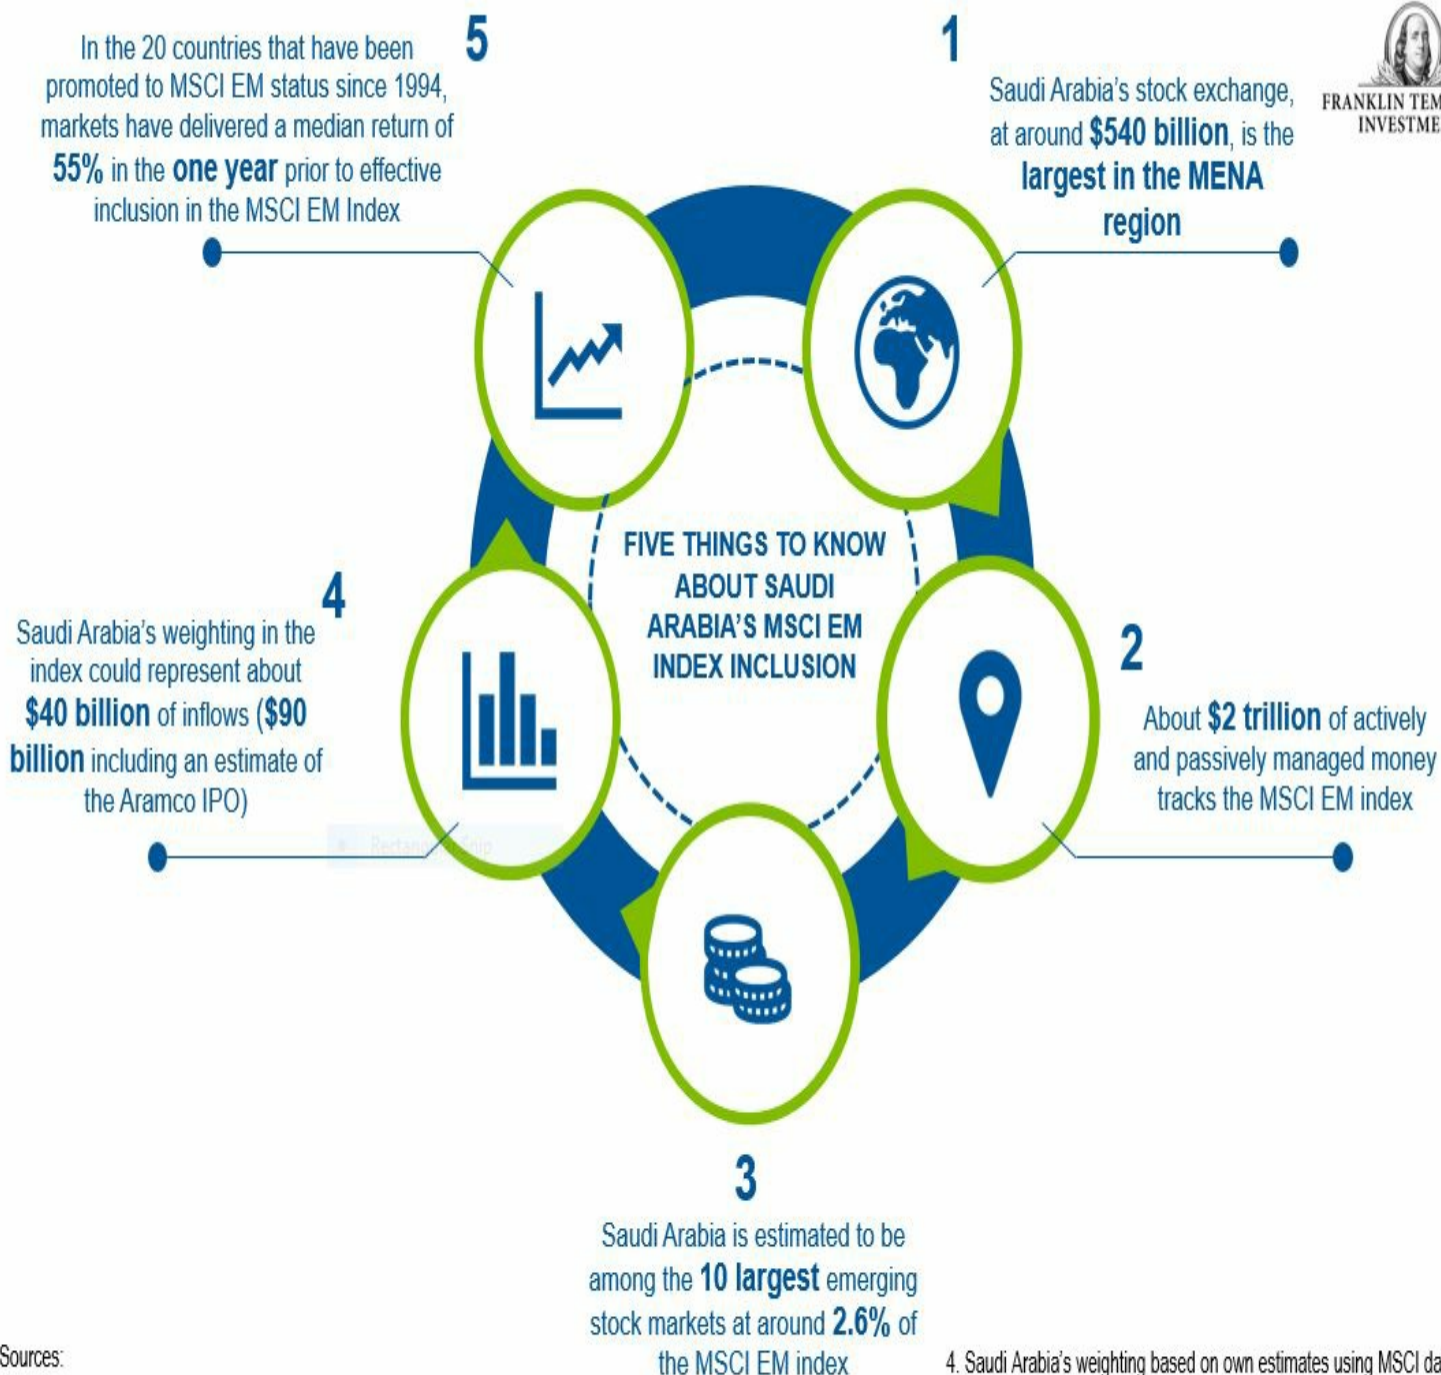 5
In the 20 countries that have been
promoted to MSCI EM status since 1994,
markets have delivered a median return of
55% in the one year prior to effective
inclusion in the MSCI EM Index
1
Saudi Arabia's stock exchange,
at around $540 billion, is the
largest in the MENA
region
FRANKLIN TEM
INVESTME
FIVE THINGS TO KNOW
ABOUT SAUDI
ARABIA'S MSCI EM
INDEX INCLUSION
4
Saudi Arabia's weighting in the
index could represent about
$40 billion of inflows ($90
billion including an estimate of
the Aramco IPO)
2
About $2 trillion of actively
and passively managed money
tracks the MSCI EM index
3
Saudi Arabia is estimated to be
among the 10 largest emerging
stock markets at around 2.6% of
the MSCI EM index
Sources:
4. Saudi Arabia's weighting based on own estimates using MSCI da